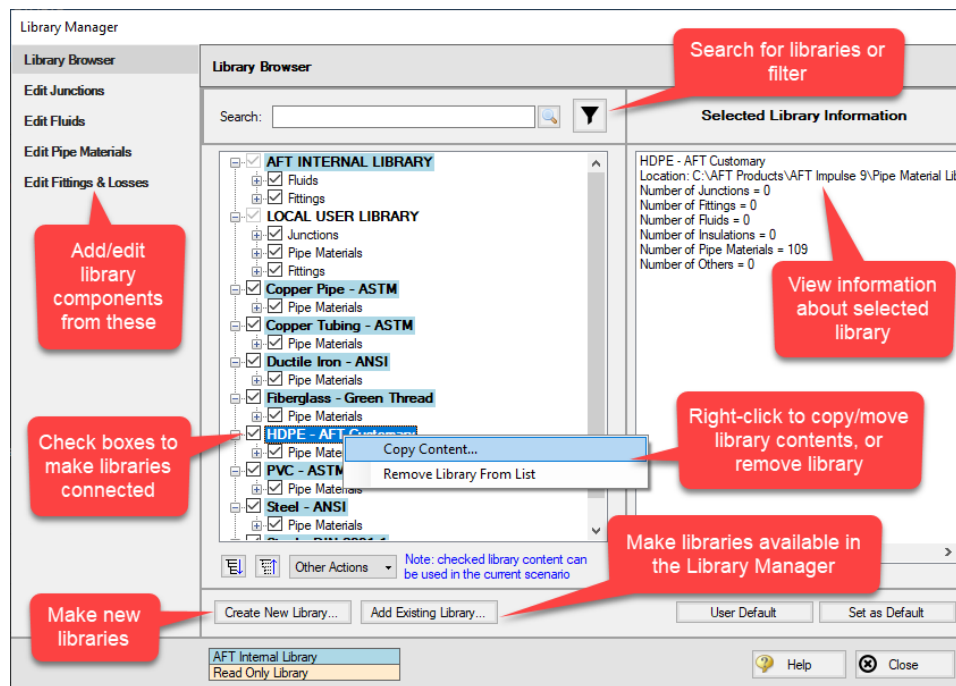 Library Manager
Library Browser
Edit Junctions
Edit Fluids
Edit Pipe Materials
Edit Fittings & Losses
Add/edit
library
components
from these
Library Browser
Search for libraries or
filter
Search:
Selected Library Information
AFT INTERNAL LIBRARY
Fluids
Fittings
LOCAL USER LIBRARY
Junctions
Pipe Materials
Fittings
Copper Pipe - ASTM
Pipe Materials
Copper Tubing - ASTM
Pipe Materials
Ductile Iron - ANSI
Pipe Materials
Fiberglass - Green Thread
Pipe Materials
HDPE - AFT Customary
Pipe Mate
PVC - ASTM
Pipe Materials
Steel - ANSI
Pipe Materials
Copy Content...
Remove Library From List
HDPE - AFT Customary
Location: C:\AFT Products\AFT Impulse 9\Pipe Material Lib
Number of Junctions = 0
Number of Fittings = 0
Number of Fluids = 0
Number of Insulations = 0
Number of Pipe Materials = 109
Number of Others = 0
View information
about selected
library
Check boxes to
make libraries
connected
Right-click to copy/move
library contents, or
remove library
Make libraries available in
the Library Manager
Other Actions
Note: checked library content can
be used in the current scenario
Make new
libraries
Create New Library...
Add Existing Library...
User Default
Set as Default
AFT Internal Library
Read Only Library
Help
Close